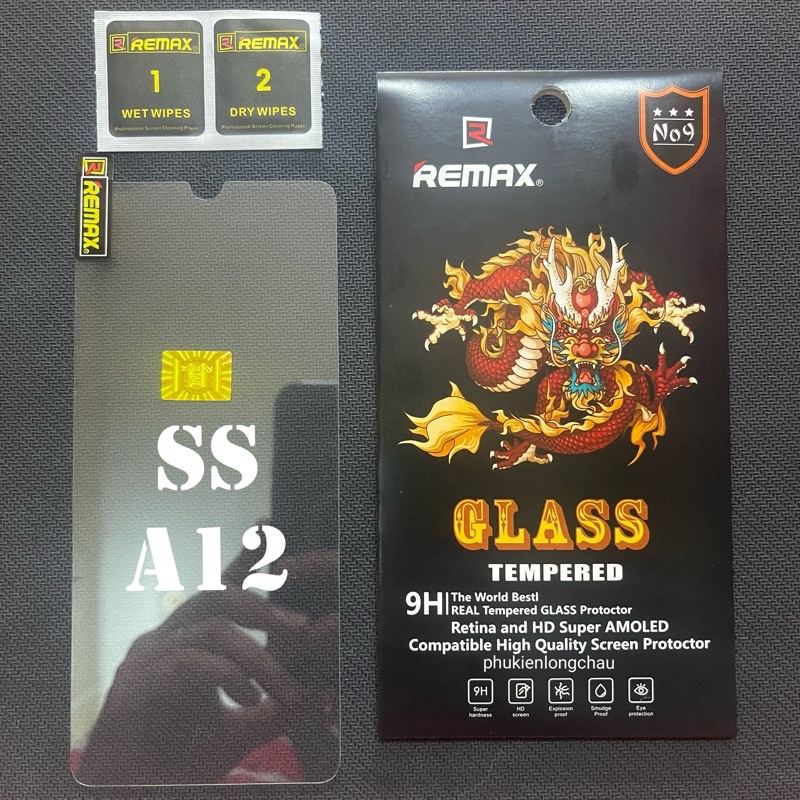 REMAX
1
WET WIPES
Professional Screen Cleaning Paper
REMAX
2
DRY WIPES
Professional Screen Cleaning Paper
REMAX®
SS
A12
REMAX®
No9
GLASS
TEMPERED
9H
The World Bestl
REAL Tempered GLASS Protoctor
Retina and HD Super AMOLED
Compatible High Quality Screen Protoctor
phukienlongchau
9H
Super
hardness
HD
screen
Explosion
proof
Smudge
Proof
Eye
protection